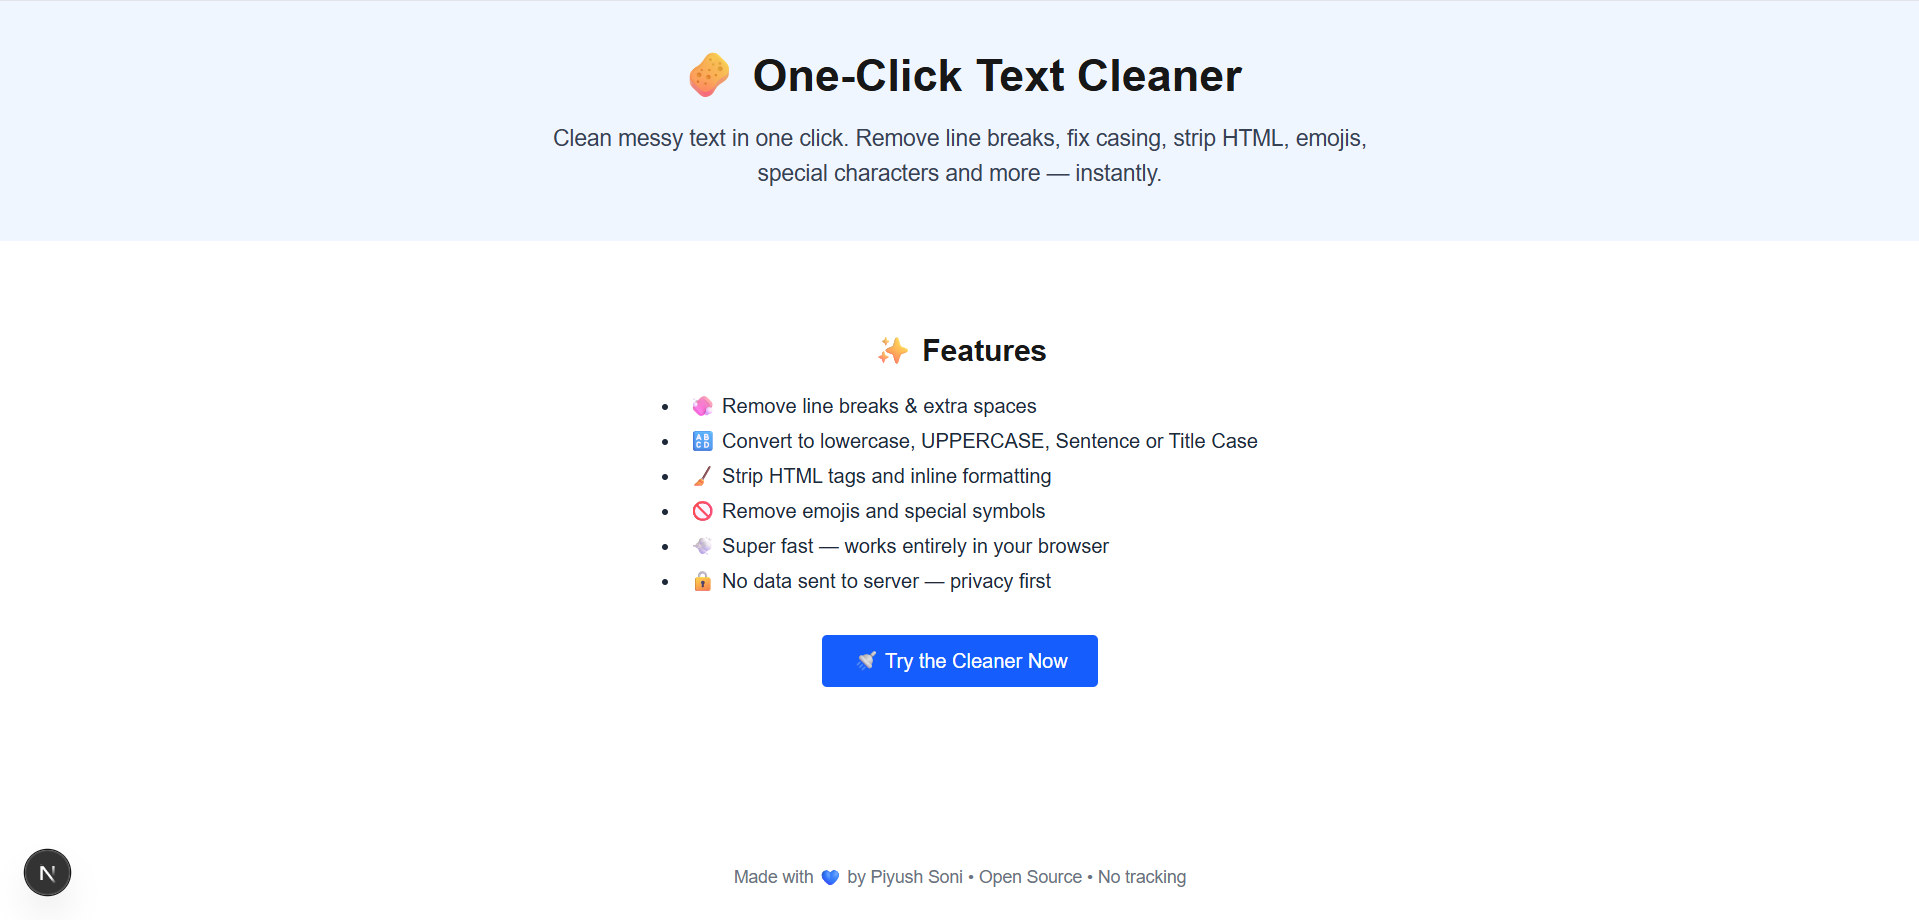 🧽 One-Click Text Cleaner
Clean messy text in one click. Remove line breaks, fix casing, strip HTML, emojis,
special characters and more — instantly.
✨ Features
• 🧼 Remove line breaks & extra spaces
• 🔠 Convert to lowercase, UPPERCASE, Sentence or Title Case
• 🧹 Strip HTML tags and inline formatting
• 🚫 Remove emojis and special symbols
• 💨 Super fast — works entirely in your browser
• 🔒 No data sent to server — privacy first
🚿 Try the Cleaner Now
N
Made with 💙 by Piyush Soni • Open Source • No tracking